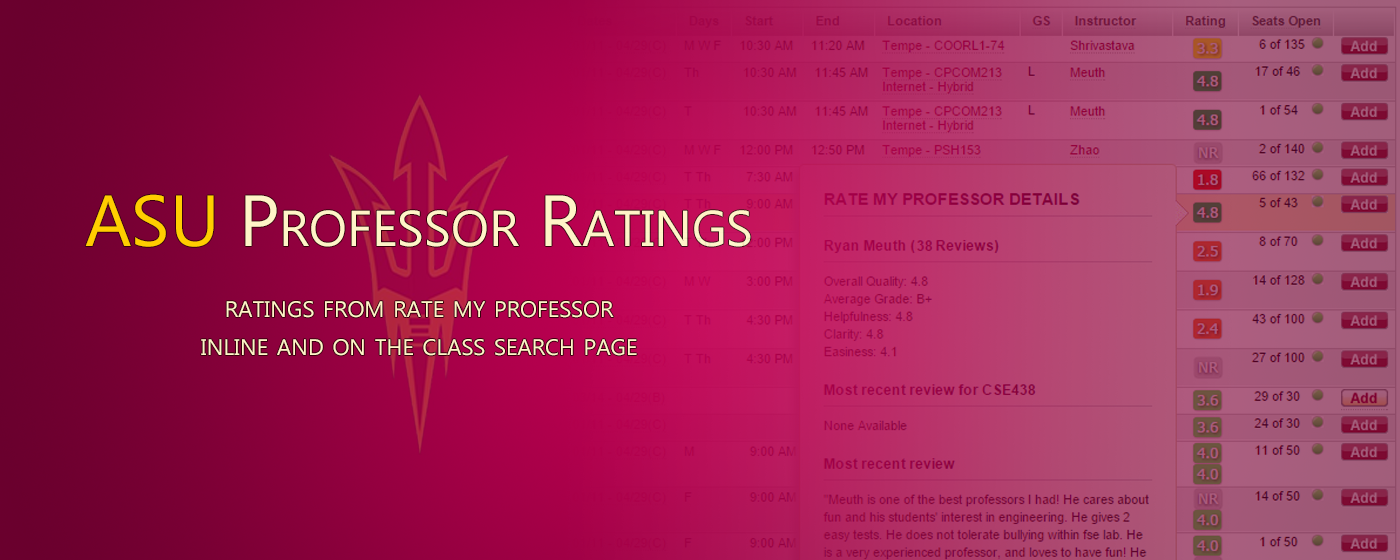 ASU Professor Ratings
ratings from rate my professor
inline and on the class search page
Days Start End Location GS Instructor Rating Seats Open
M W F 10:30 AM 11:20 AM Tempe - COORL1-74 Shrivastava 3.3 6 of 135 Add
Th 10:30 AM 11:45 AM Tempe - CPCOM213 L Meuth 4.8 17 of 46 Add
Internet - Hybrid
T 10:30 AM 11:45 AM Tempe - CPCOM213 L Meuth 4.8 1 of 54 Add
Internet - Hybrid
M W F 12:00 PM 12:50 PM Tempe - PSH153 Zhao NR 2 of 140 Add
T Th 7:30 AM 1.8 66 of 132 Add
T Th 9:00 AM 4.8 5 of 43 Add
2.5 8 of 70 Add
M W 3:00 PM 1.9 14 of 128 Add
T Th 4:30 PM 2.4 43 of 100 Add
T Th 4:30 PM NR 27 of 100 Add
3.6 29 of 30 Add
3.6 24 of 30 Add
M 9:00 AM 4.0 11 of 50 Add
4.0
F 9:00 AM NR 14 of 50 Add
4.0
F 9:00 AM 4.0 1 of 50 Add
RATE MY PROFESSOR DETAILS
Ryan Meuth (38 Reviews)
Overall Quality: 4.8
Average Grade: B+
Helpfulness: 4.8
Clarity: 4.8
Easiness: 4.1
Most recent review for CSE438
None Available
Most recent review
"Meuth is one of the best professors I had! He cares about
fun and his students' interest in engineering. He gives 2
easy tests. He does not tolerate bullying within fse lab. He
is a very experienced professor, and loves to have fun! He